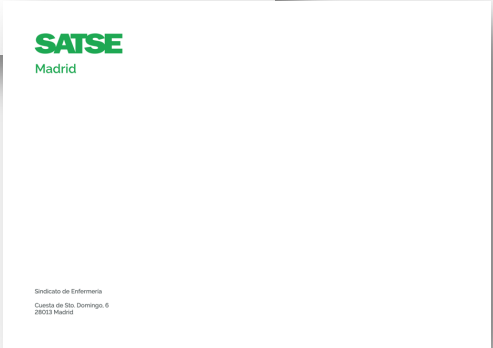 SATSE
Madrid
Sindicato de Enfermería
Cuesta de Sto. Domingo, 6
28013 Madrid